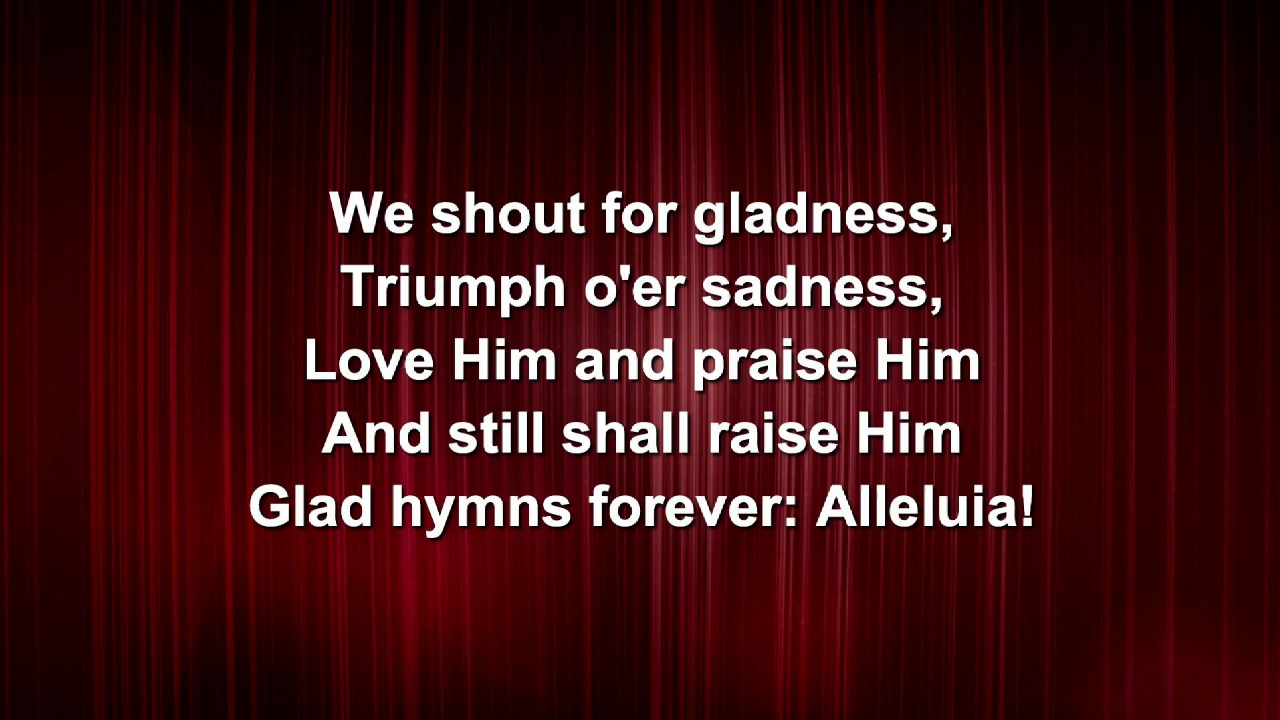 We shout for gladness,
Triumph o'er sadness,
Love Him and praise Him
And still shall raise Him
Glad hymns forever: Alleluia!